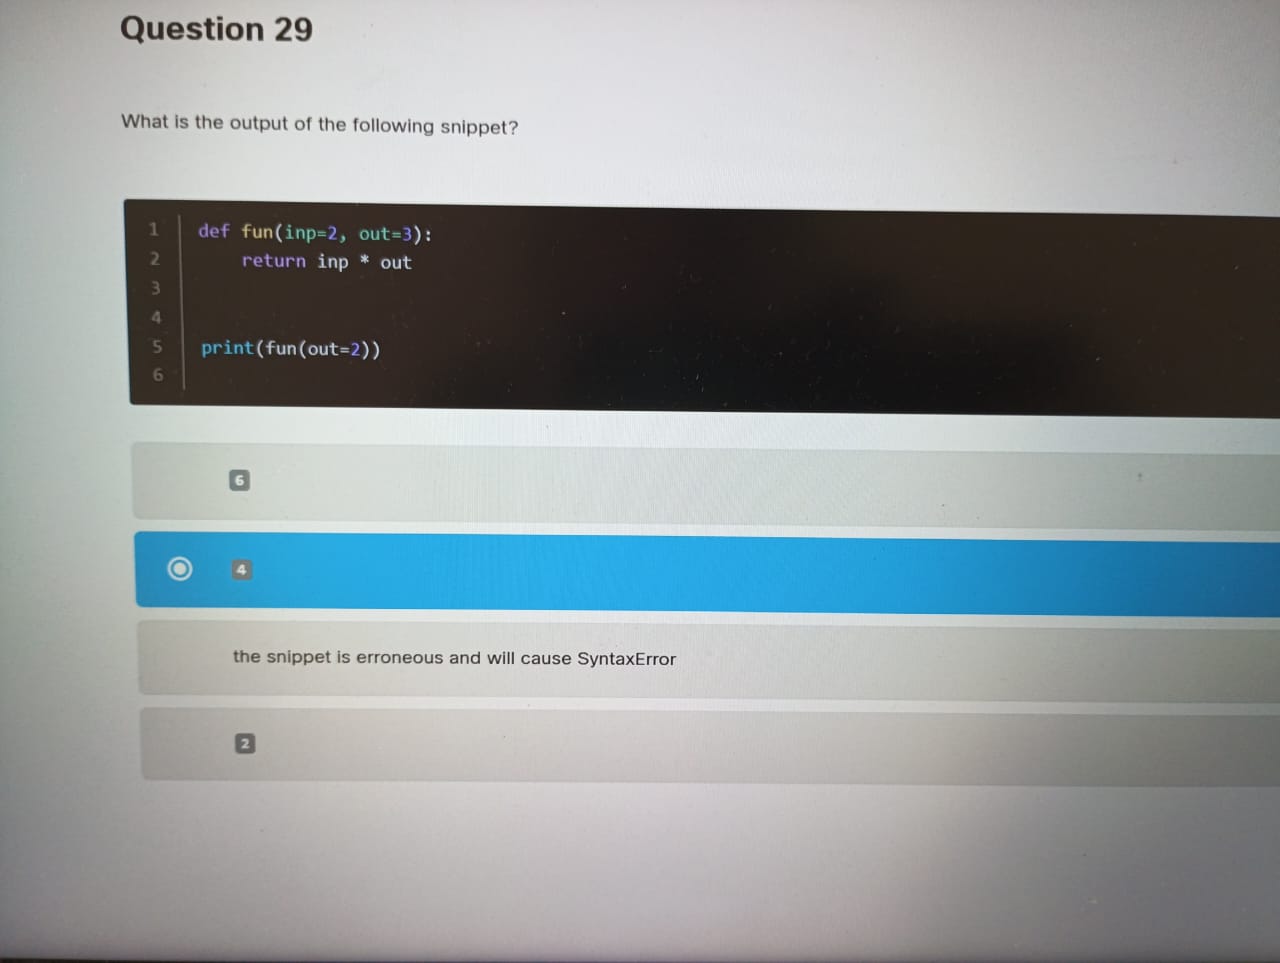 Question 29
What is the output of the following snippet?
1 def fun(inp=2, out=3):
2     return inp * out
3
4
5 print(fun(out=2))
6
6
4
the snippet is erroneous and will cause SyntaxError
2